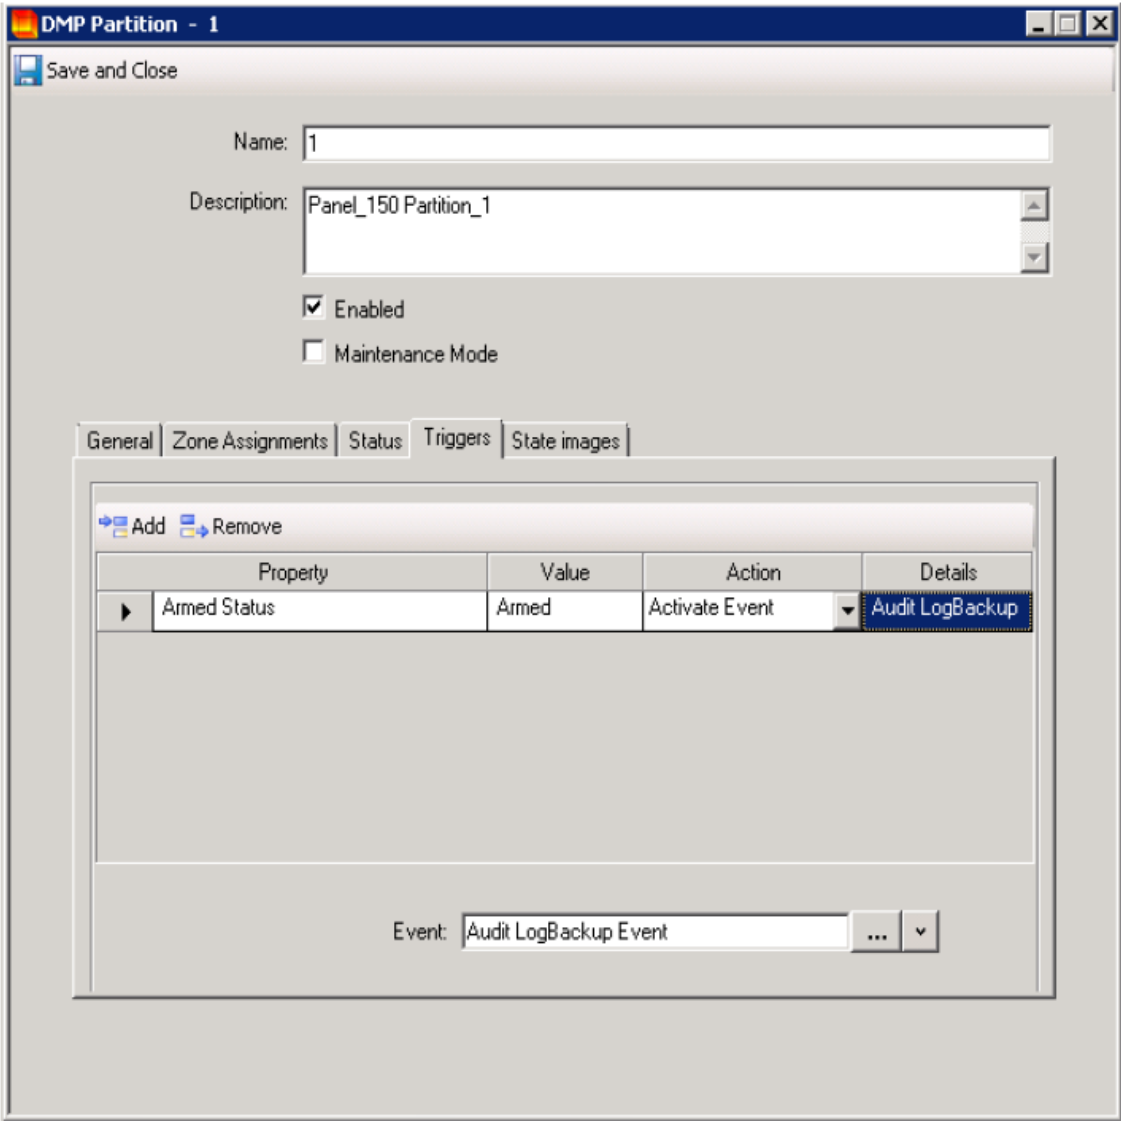 DMP Partition - 1
Save and Close
Name: 1
Description: Panel_150 Partition_1
Enabled
Maintenance Mode
General Zone Assignments Status Triggers State images
Add Remove
Property Value Action Details
Armed Status Armed Activate Event Audit LogBackup
Event: Audit LogBackup Event ...